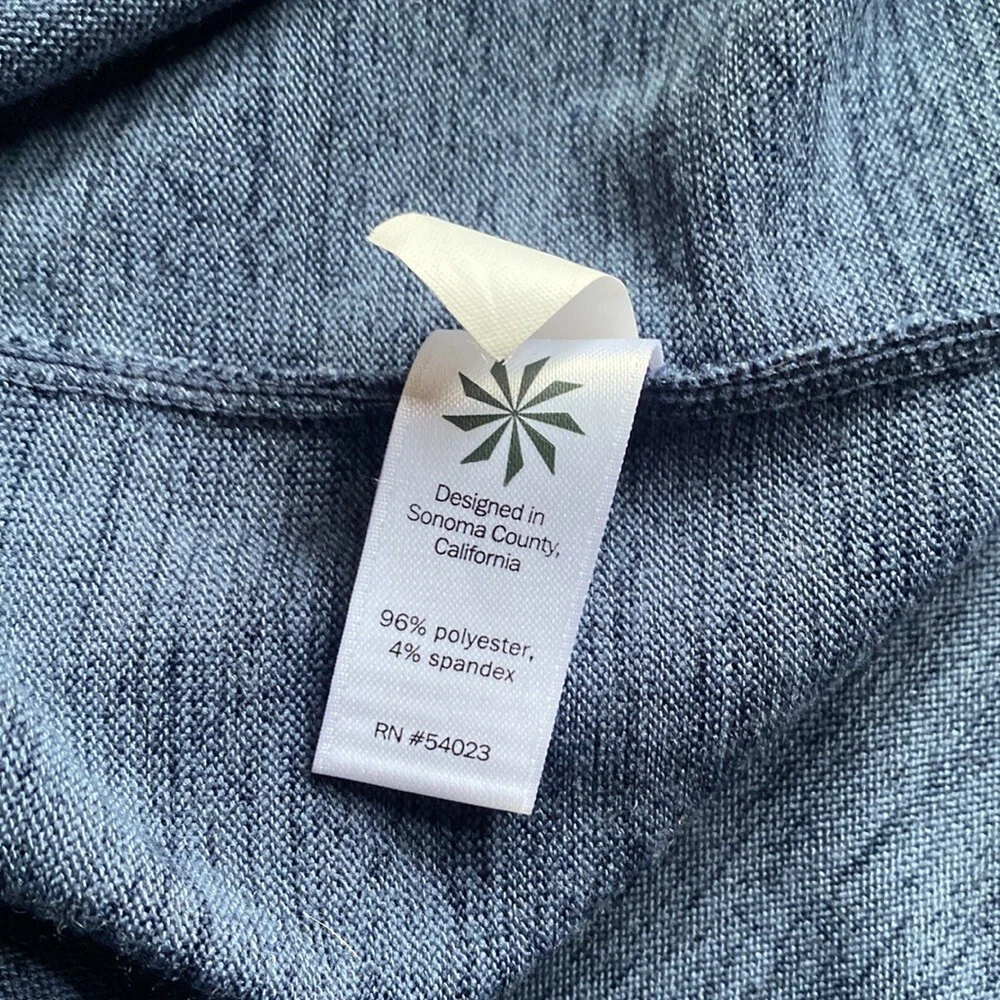 Designed in
Sonoma County,
California
96% polyester,
4% spandex
RN #54023